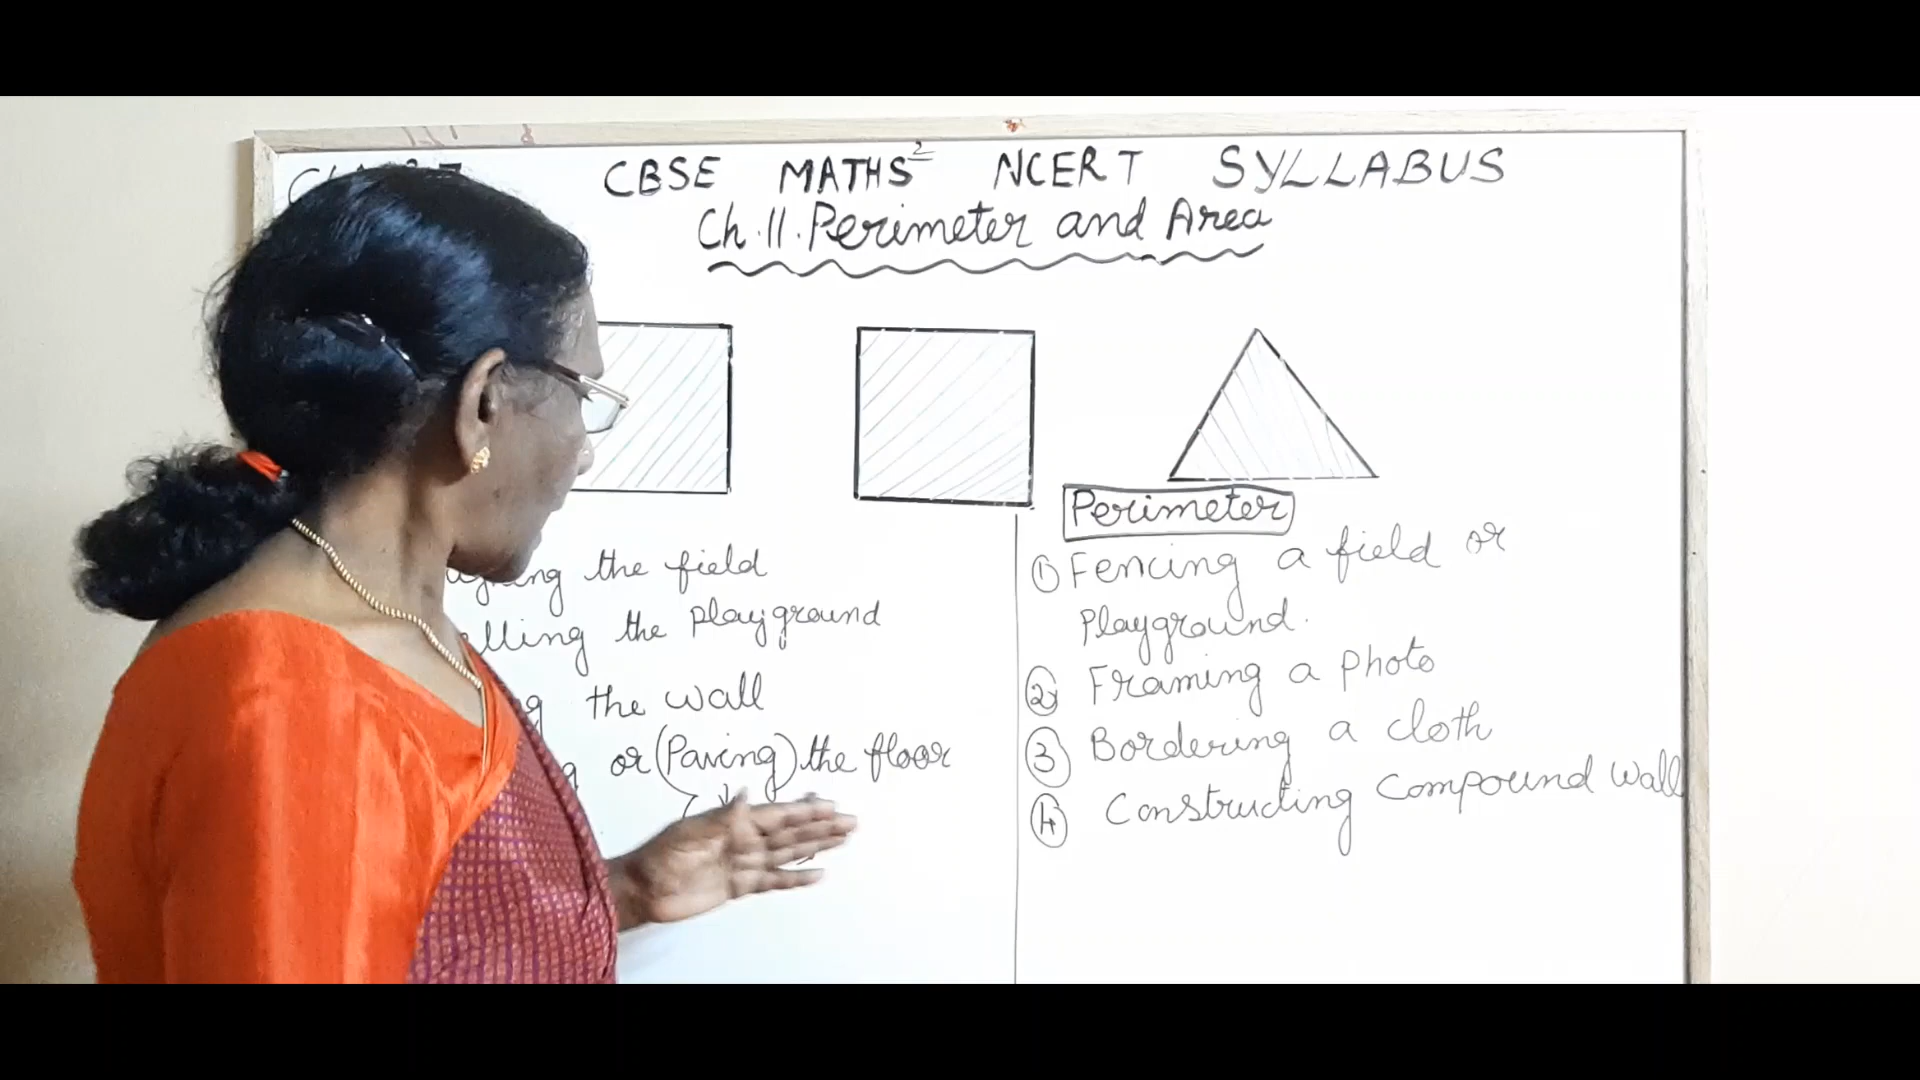 CBSE MATHS² NCERT SYLLABUS
Ch.11. Perimeter and Area
the field
the playground
the wall
or (Paving) the floor
Perimeter
① Fencing a field or
playground.
② Framing a photo
③ Bordering a cloth
④ Constructing compound wall